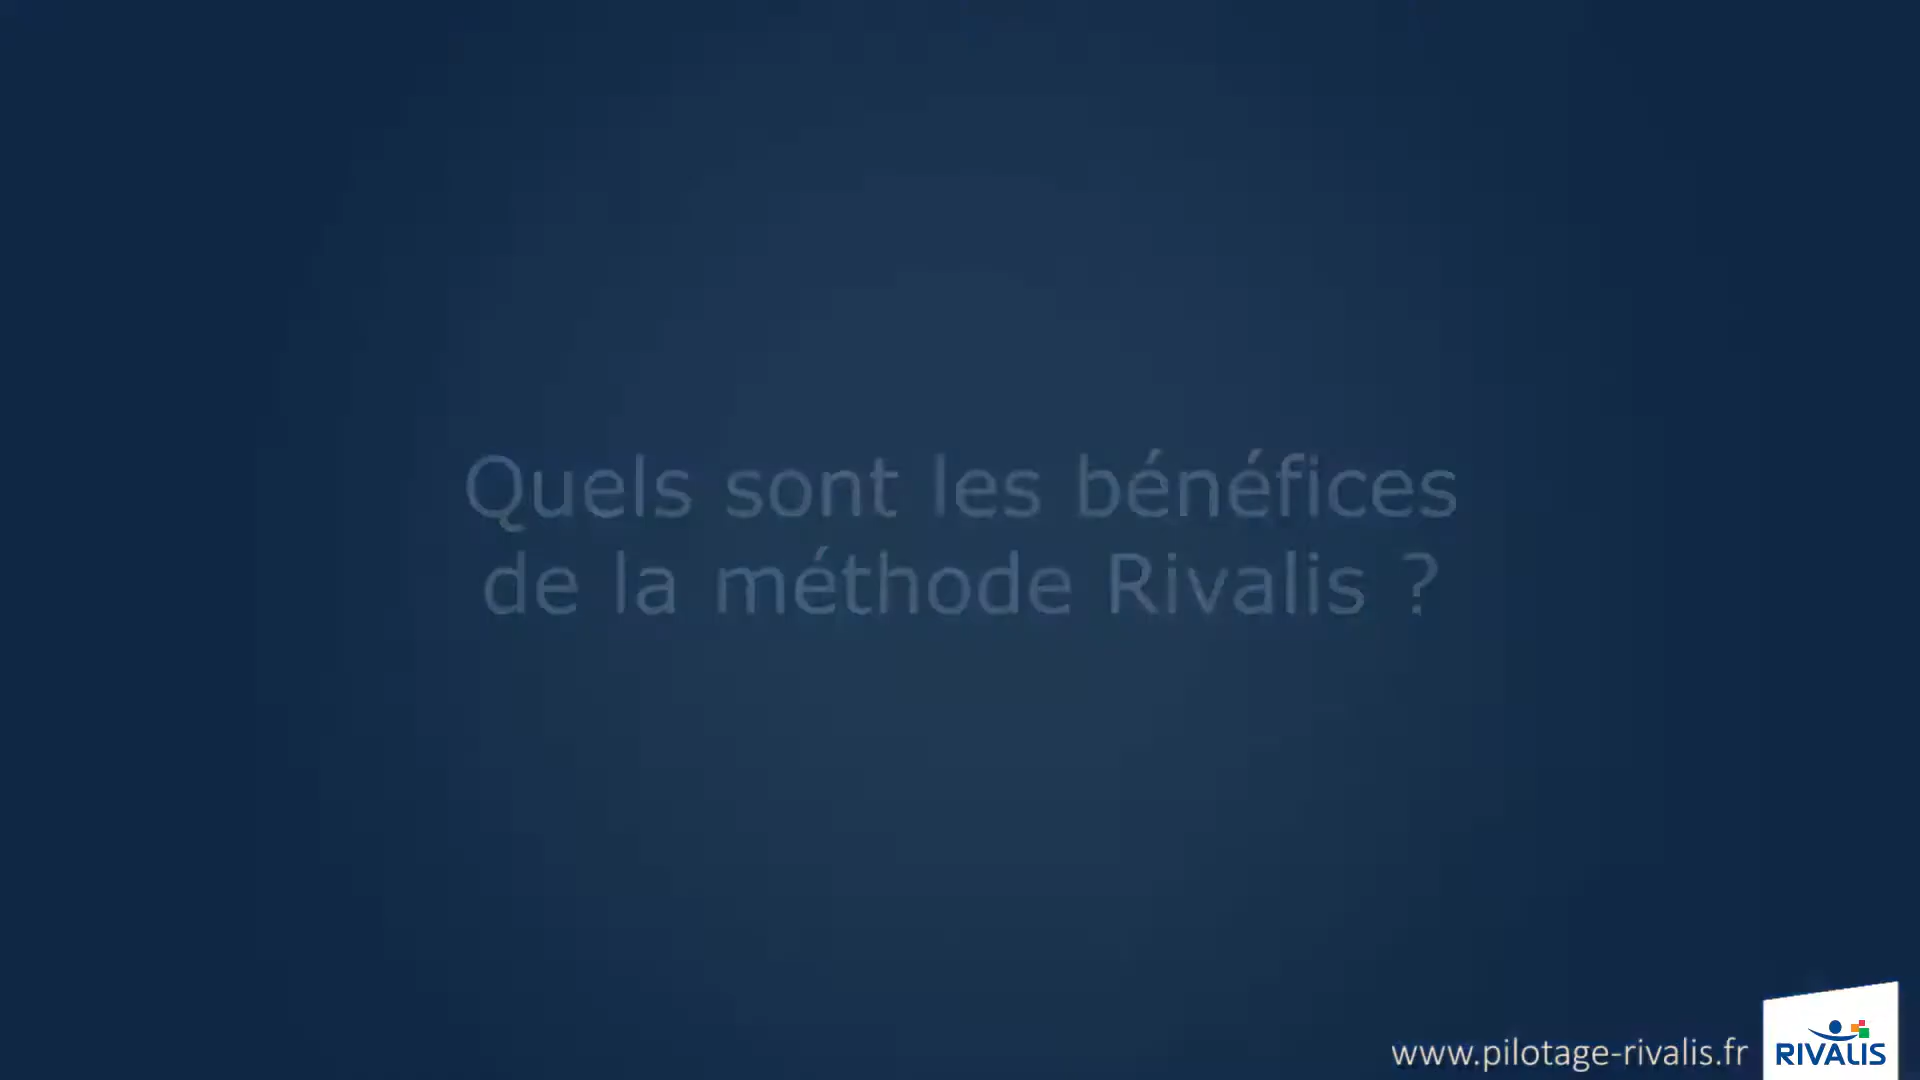 Quels sont les bénéfices
de la méthode Rivalis ?
www.pilotage-rivalis.fr
RIVALIS